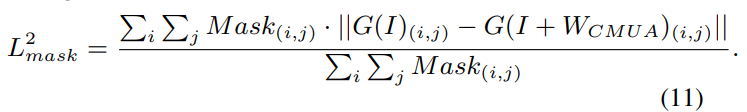 L^2_{mask} = \frac{\sum_i \sum_j Mask_{(i,j)} \cdot ||G(I)_{(i,j)} - G(I + W_{CMUA})_{(i,j)}||}{\sum_i \sum_j Mask_{(i,j)}}.
(11)